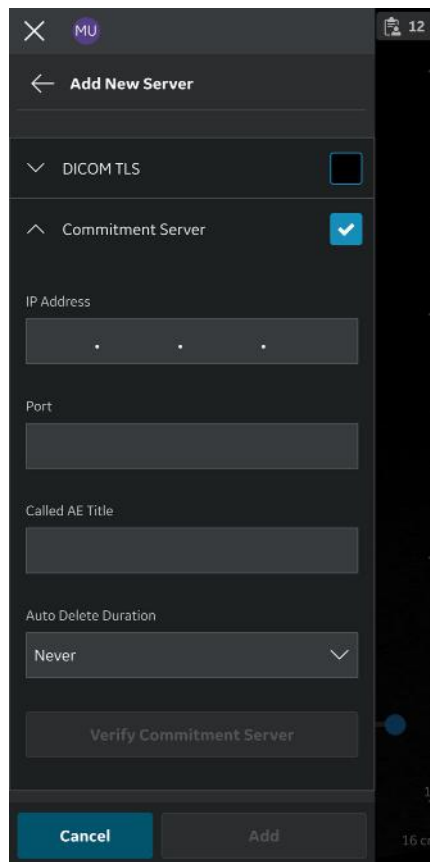 MU
12
Add New Server
DICOM TLS
Commitment Server
IP Address
. . .
Port
Called AE Title
Auto Delete Duration
Never
Verify Commitment Server
Cancel
Add